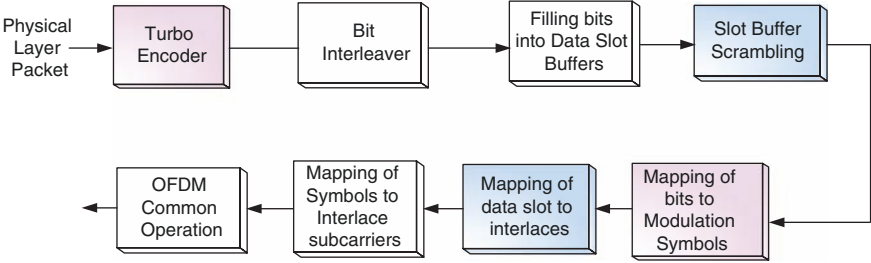 Physical
Layer
Packet
Turbo
Encoder
Bit
Interleaver
Filling bits
into Data Slot
Buffers
Slot Buffer
Scrambling
OFDM
Common
Operation
Mapping of
Symbols to
Interlace
subcarriers
Mapping of
data slot to
interlaces
Mapping of
bits to
Modulation
Symbols